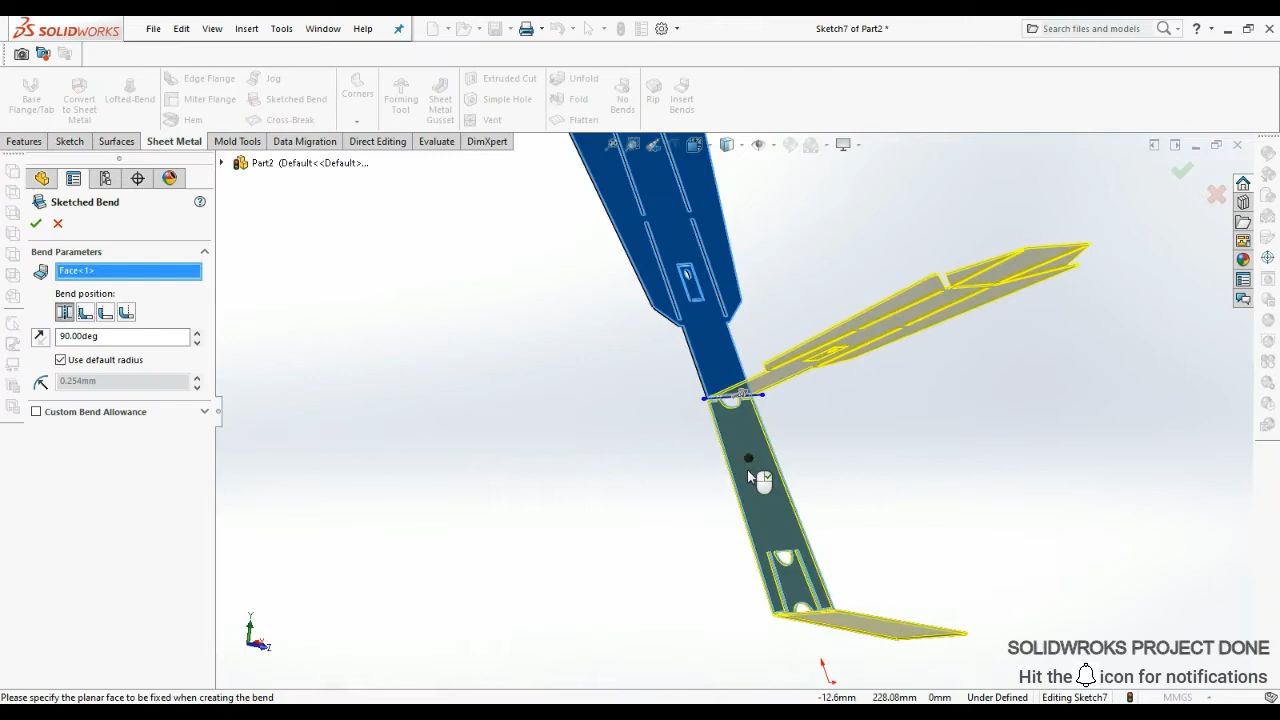 SOLIDWORKS File Edit View Insert Tools Window Help Sketch7 of Part2 * Search files and models ?
Base Flange/Tab Convert to Sheet Metal Lofted-Bend Edge Flange Miter Flange Hem Jog Sketched Bend Cross-Break Corners Forming Tool Sheet Metal Gusset Extruded Cut Simple Hole Vent Unfold Fold Flatten No Bends Rip Insert Bends
Features Sketch Surfaces Sheet Metal Mold Tools Data Migration Direct Editing Evaluate DimXpert
Part2 (Default<<Default>...
Sketched Bend
Bend Parameters
Face<1>
Bend position:
90.00deg
Use default radius
0.254mm
Custom Bend Allowance
Y
Z
SOLIDWROKS PROJECT DONE
Hit the icon for notifications
Please specify the planar face to be fixed when creating the bend -12.6mm 228.08mm 0mm Under Defined Editing Sketch7 MMGS